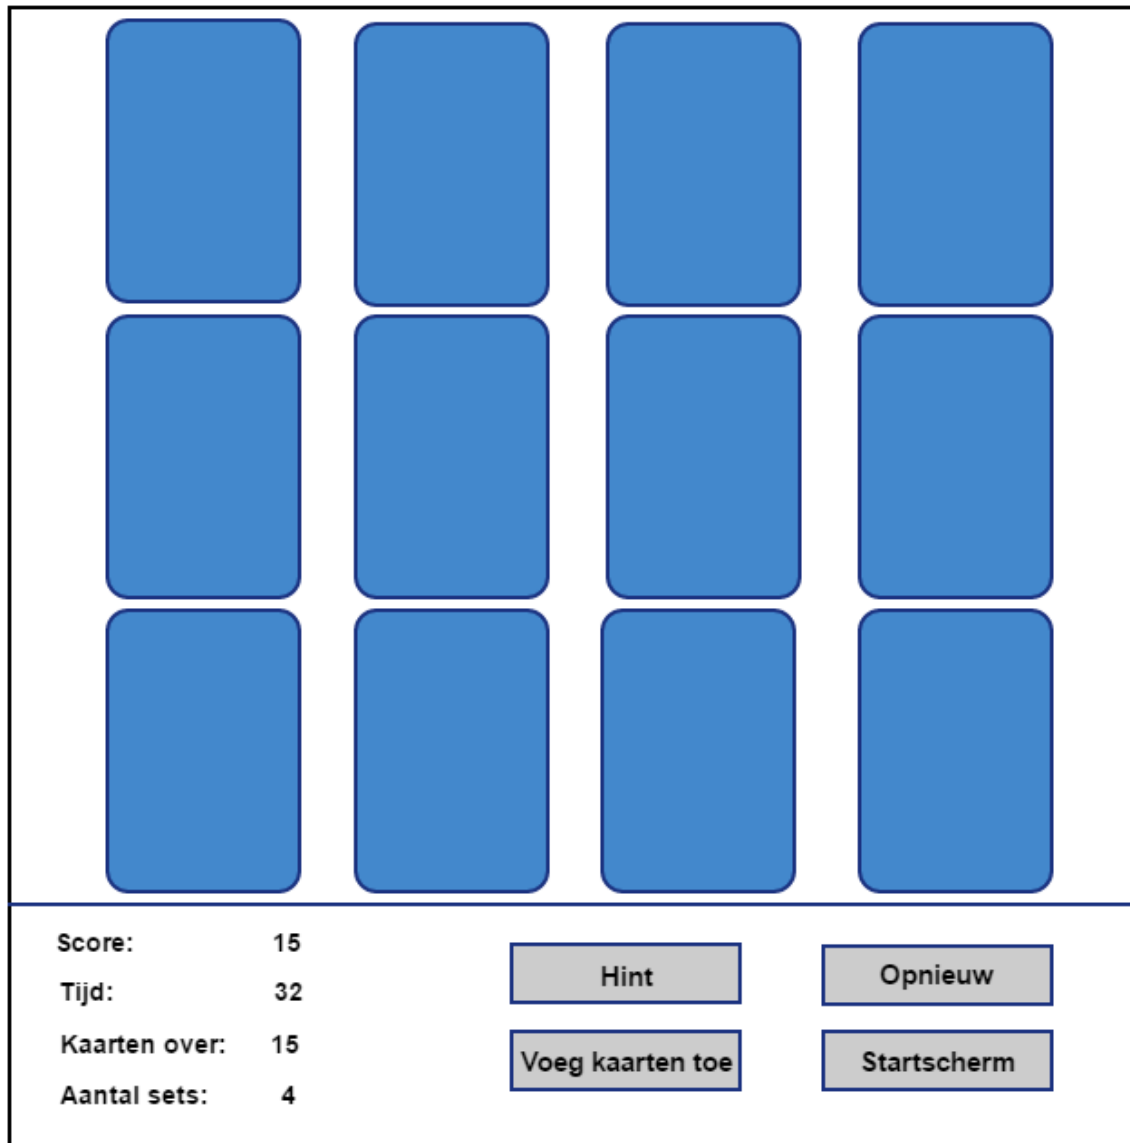 Score: 15
Tijd: 32
Kaarten over: 15
Aantal sets: 4
Hint
Opnieuw
Voeg kaarten toe
Startscherm